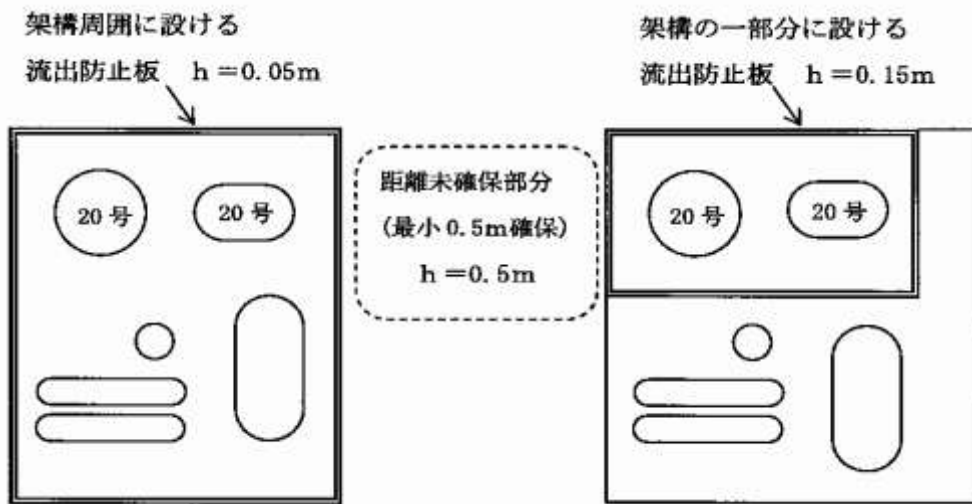 架構周囲に設ける
流出防止板 h=0.05m
架構の一部分に設ける
流出防止板 h=0.15m
20号
20号
距離未確保部分
(最小0.5m確保)
h=0.5m
20号
20号